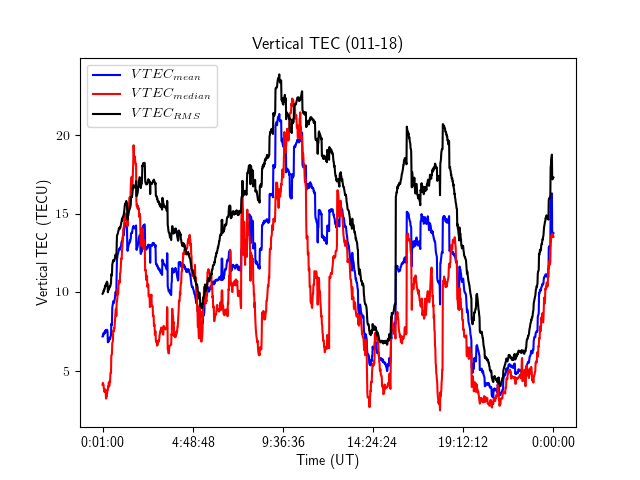 Vertical TEC (011-18)
VTEC_mean
VTEC_median
VTEC_RMS
Vertical TEC (TECU)
20
15
10
5
0:01:00 4:48:48 9:36:36 14:24:24 19:12:12 0:00:00
Time (UT)